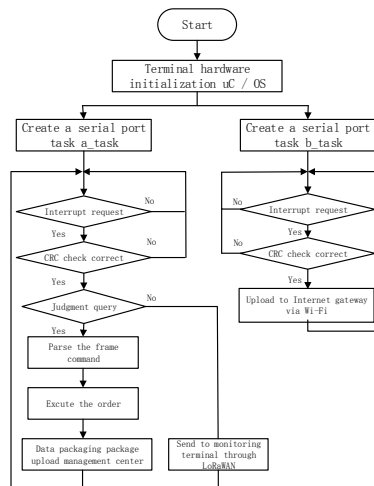 Start
Terminal hardware
initialization uC / OS
Create a serial port
task a_task
Create a serial port
task b_task
No
Interrupt request
Yes
No
CRC check correct
Yes
Judgment query
No
Yes
Parse the frame
command
Excute the order
Data packaging package
upload management center
Send to monitoring
terminal through
LoRaWAN
No
Interrupt request
Yes
No
CRC check correct
Yes
Upload to Internet gateway
via Wi-Fi